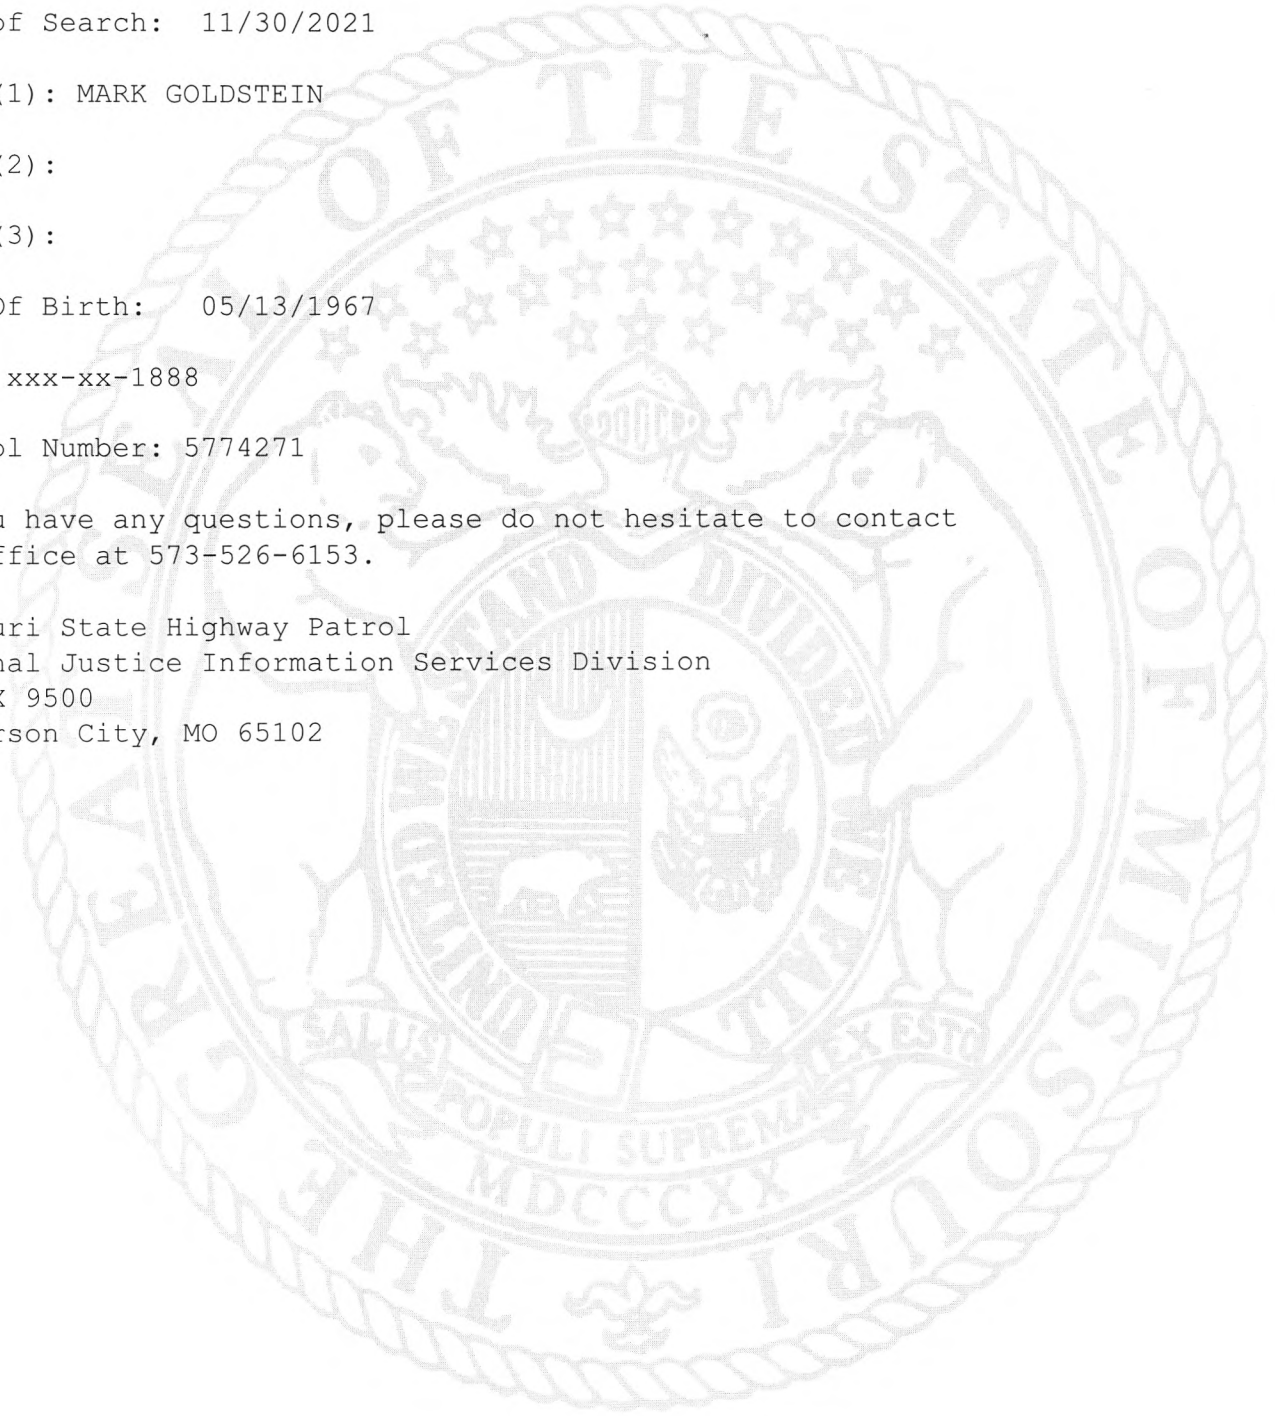 of Search: 11/30/2021
(1): MARK GOLDSTEIN
(2):
(3):
Of Birth: 05/13/1967
xxx-xx-1888
ol Number: 5774271
u have any questions, please do not hesitate to contact
ffice at 573-526-6153.
uri State Highway Patrol
nal Justice Information Services Division
X 9500
rson City, MO 65102
THE GREAT SEAL OF THE STATE OF MISSOURI
UNITED WE STAND DIVIDED WE FALL
SALUS POPULI SUPREMA LEX ESTO
MDCCCXX